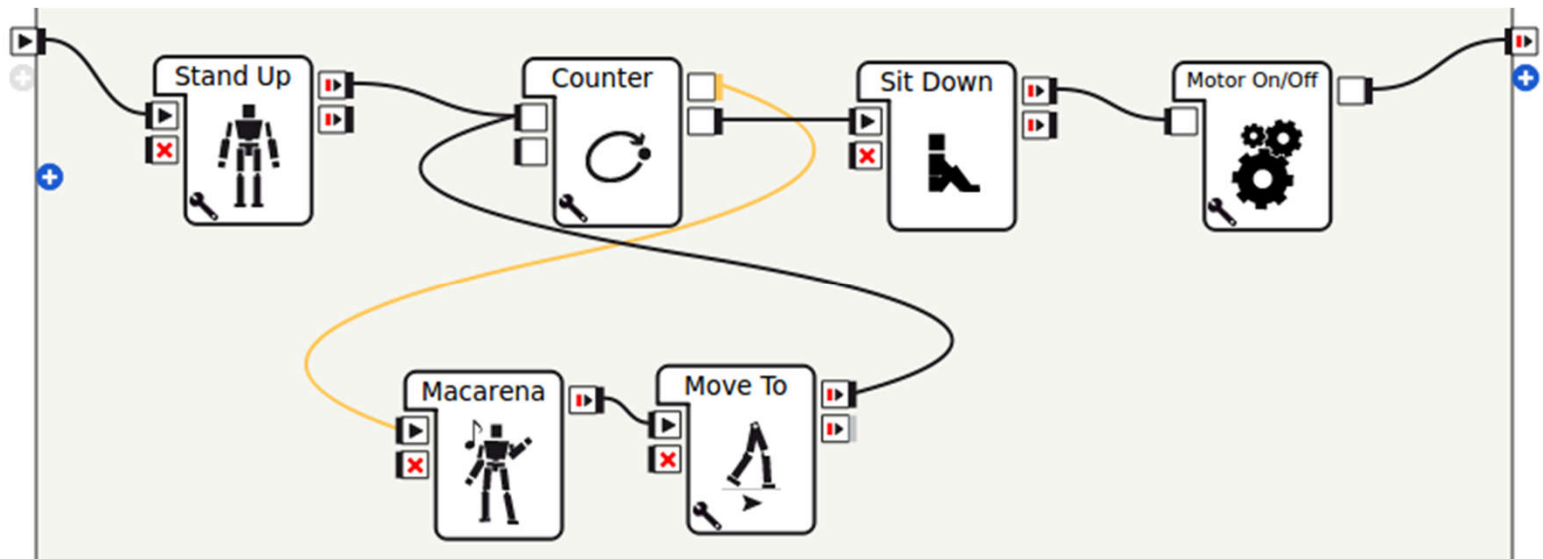 Stand Up
Counter
Sit Down
Motor On/Off
Macarena
Move To